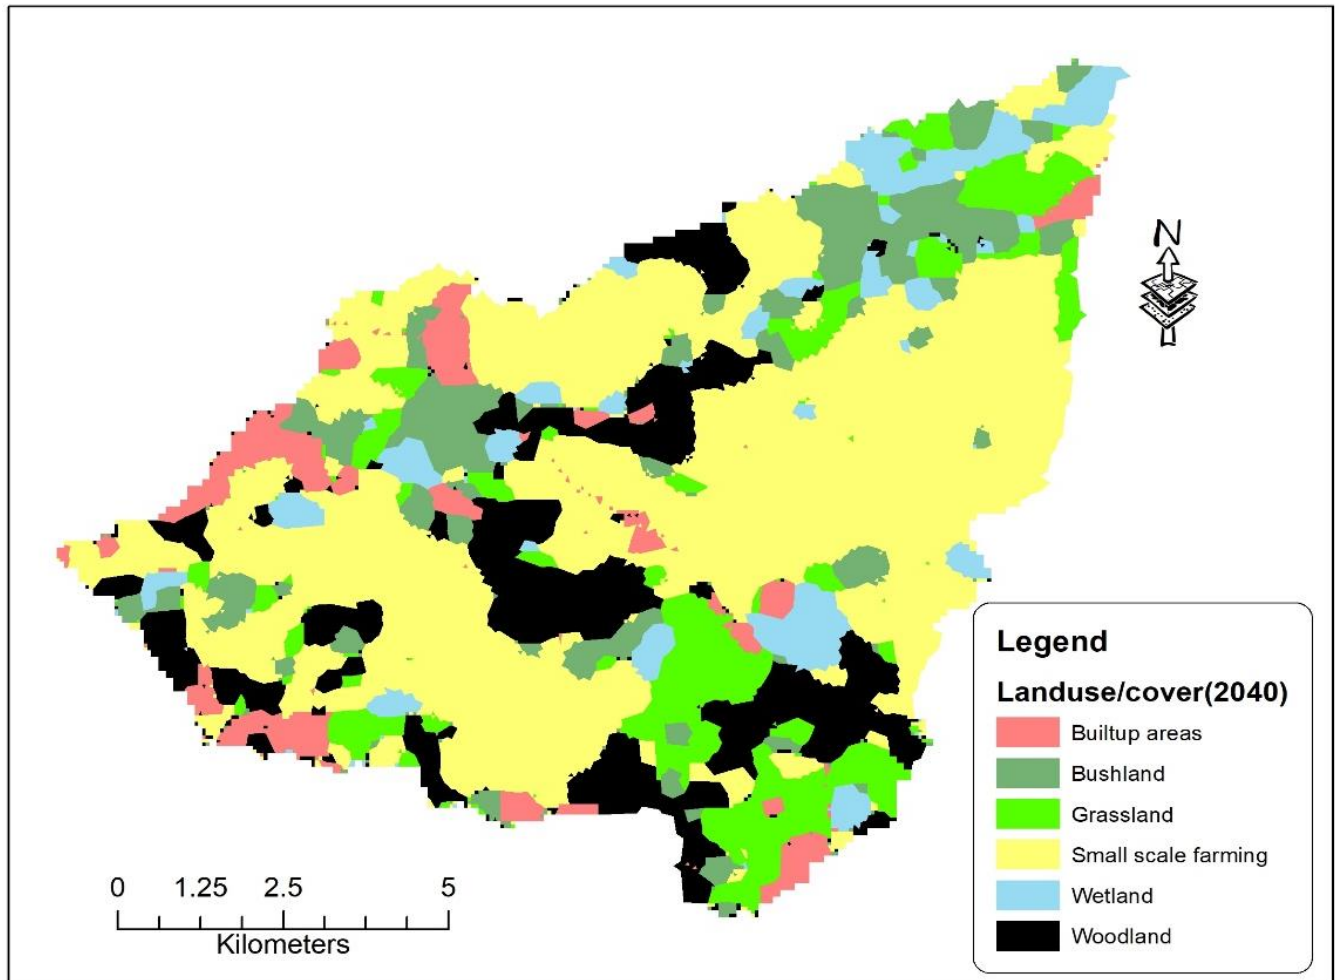 N
Legend
Landuse/cover(2040)
Builtup areas
Bushland
Grassland
Small scale farming
Wetland
Woodland
0 1.25 2.5 5
Kilometers